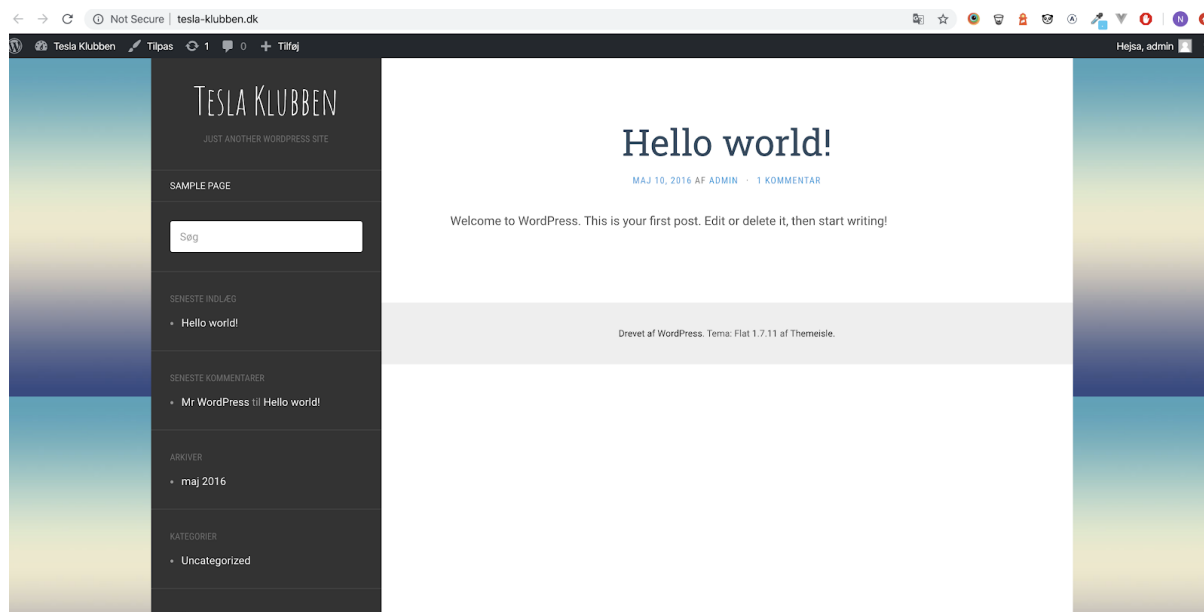 Not Secure | tesla-klubben.dk
Tesla Klubben Tilpas 1 0 Tilføj Hejsa, admin
TESLA KLUBBEN
JUST ANOTHER WORDPRESS SITE
SAMPLE PAGE
Søg
SENESTE INDLÆG
Hello world!
SENESTE KOMMENTARER
Mr WordPress til Hello world!
ARKIVER
maj 2016
KATEGORIER
Uncategorized
Hello world!
MAJ 10, 2016 AF ADMIN · 1 KOMMENTAR
Welcome to WordPress. This is your first post. Edit or delete it, then start writing!
Drevet af WordPress. Tema: Flat 1.7.11 af Themeisle.